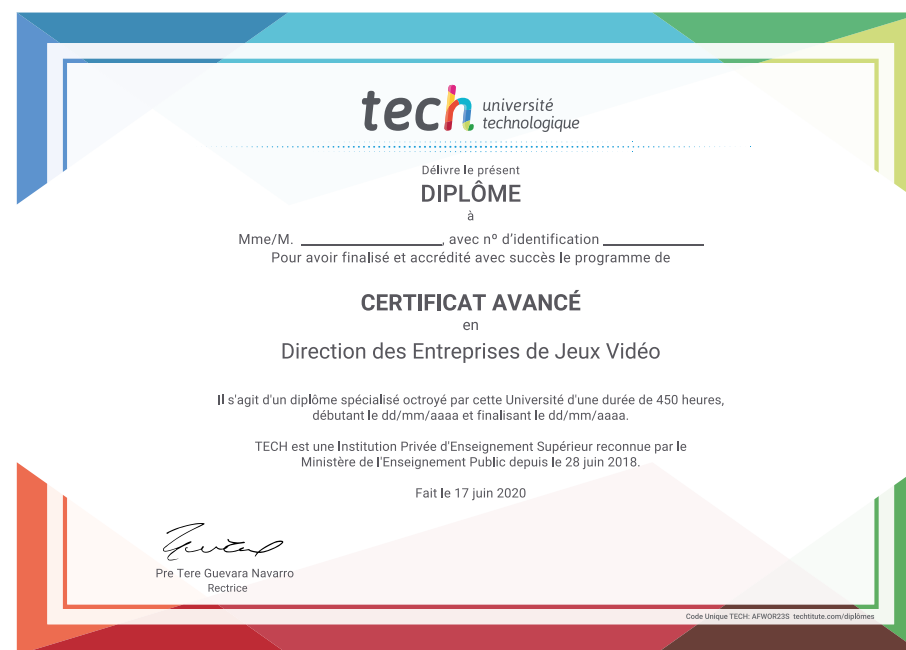 tech université
technologique
Délivre le présent
DIPLÔME
à
Mme/M. ____________________, avec nº d'identification ______________
Pour avoir finalisé et accrédité avec succès le programme de
CERTIFICAT AVANCÉ
en
Direction des Entreprises de Jeux Vidéo
Il s'agit d'un diplôme spécialisé octroyé par cette Université d'une durée de 450 heures,
débutant le dd/mm/aaaa et finalisant le dd/mm/aaaa.
TECH est une Institution Privée d'Enseignement Supérieur reconnue par le
Ministère de l'Enseignement Public depuis le 28 juin 2018.
Fait le 17 juin 2020
Pre Tere Guevara Navarro
Rectrice
Code Unique TECH: AFWOR23S techtitute.com/diplômes